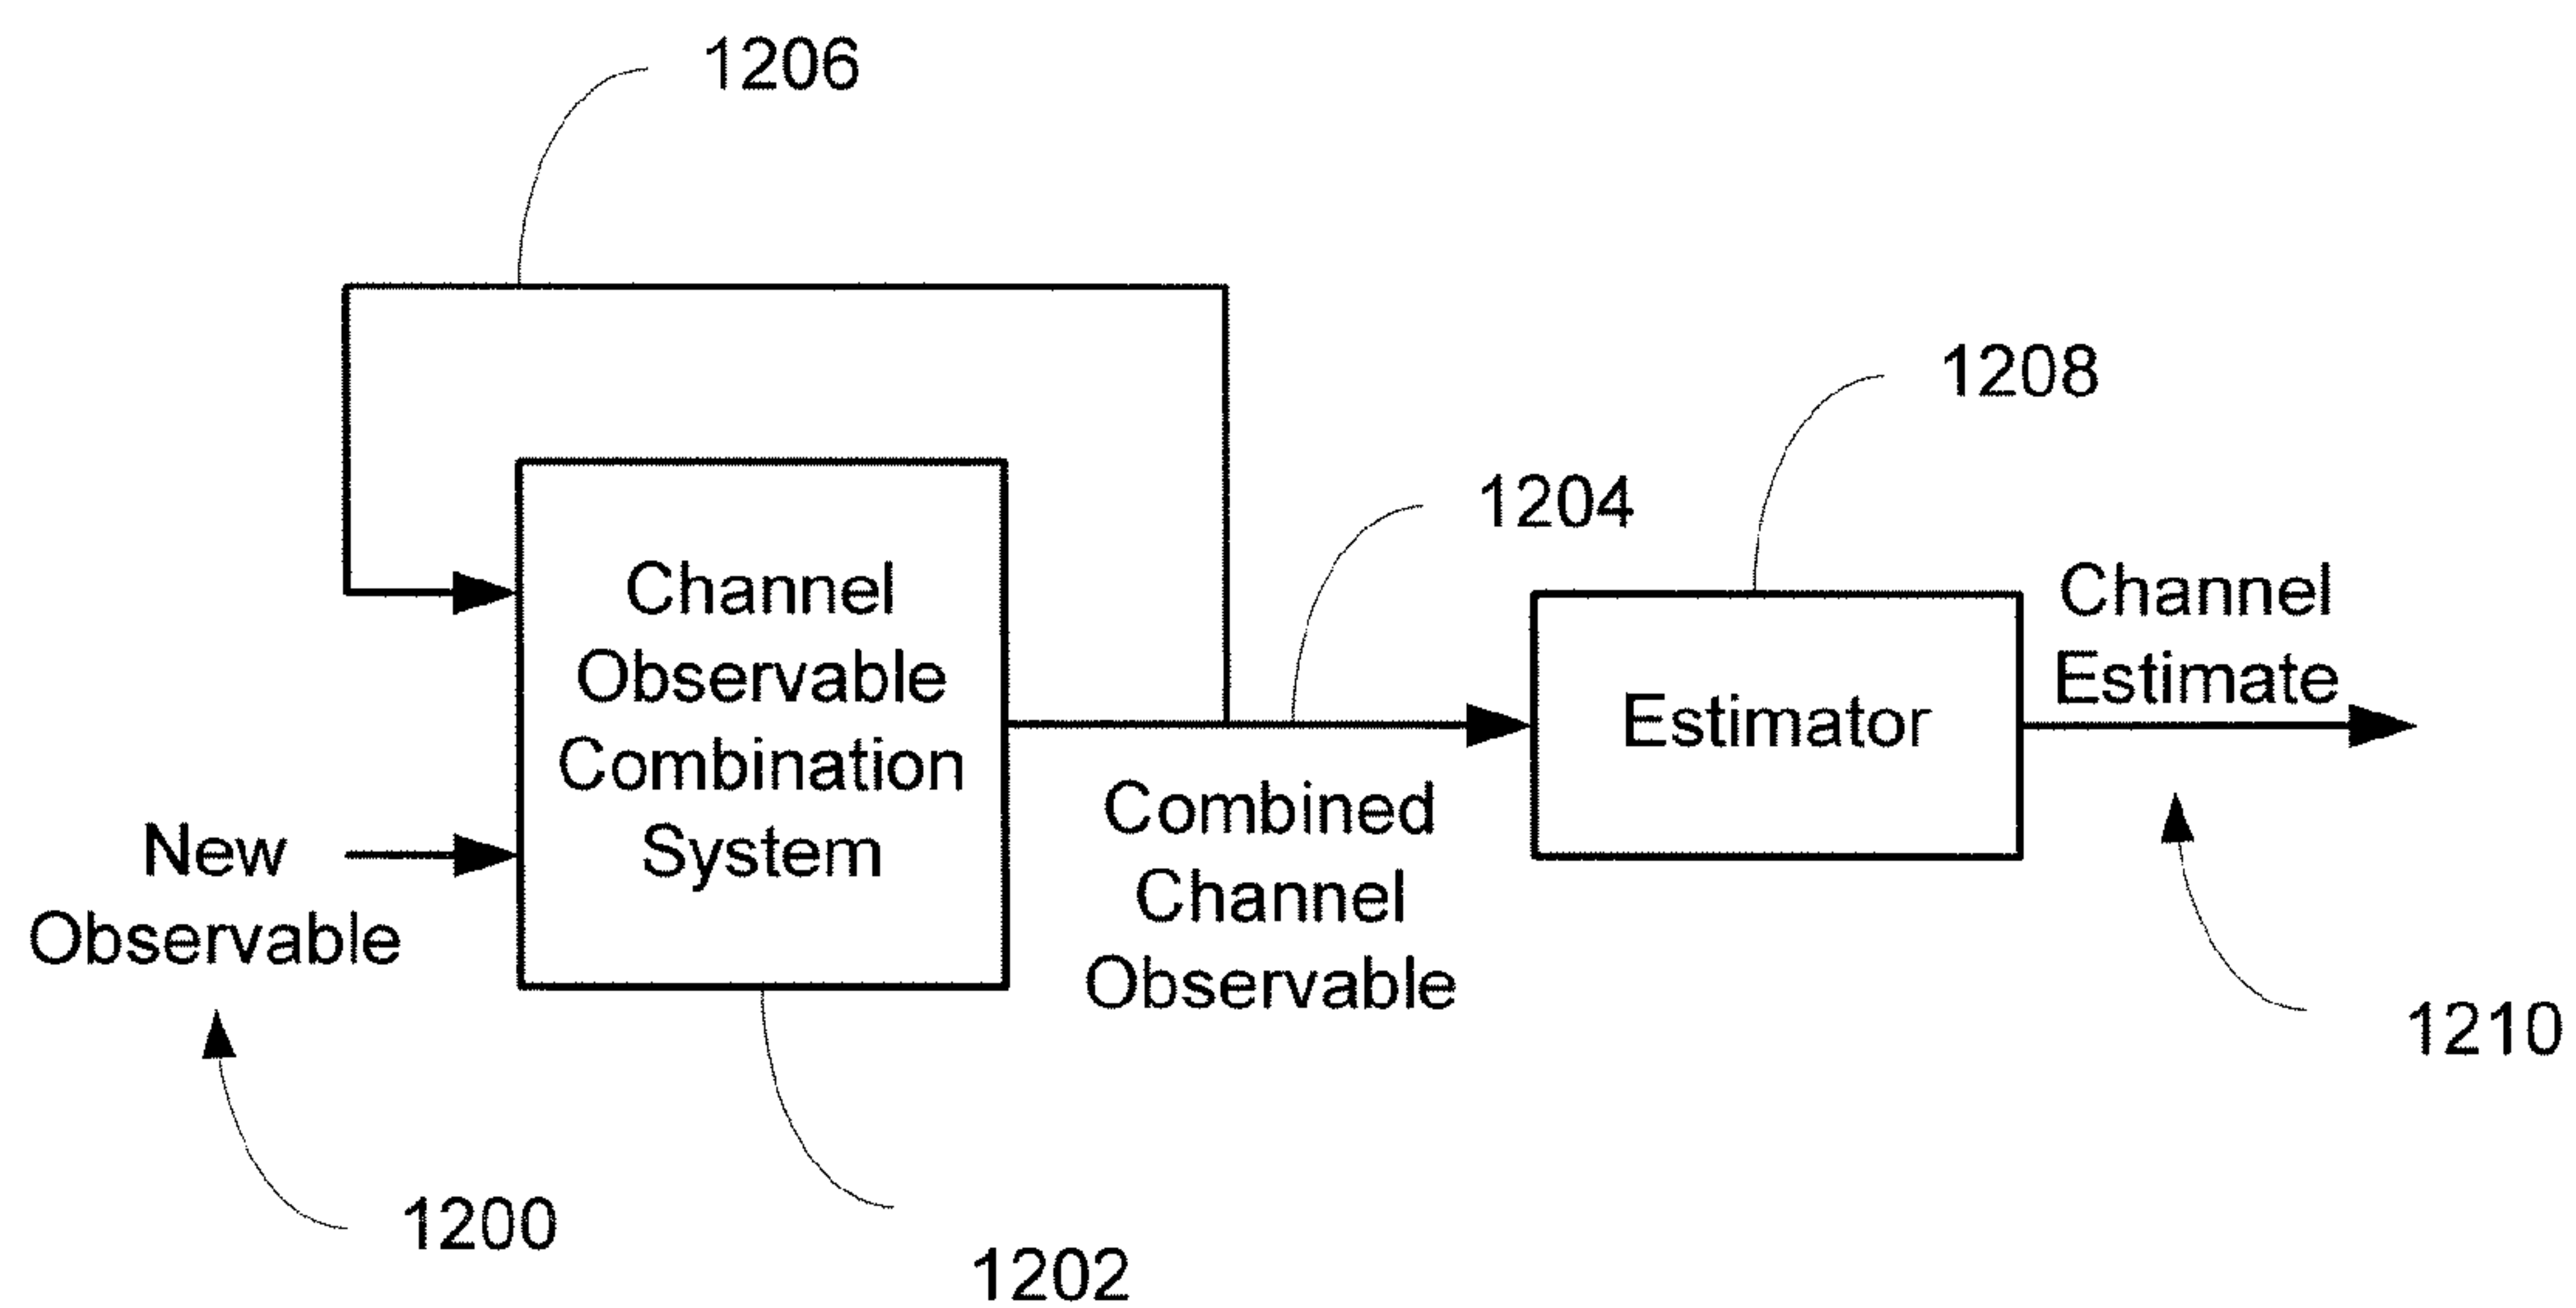 1206
1208
1204
Channel
Observable
Combination
System
New
Observable
Combined
Channel
Observable
Estimator
Channel
Estimate
1210
1200
1202